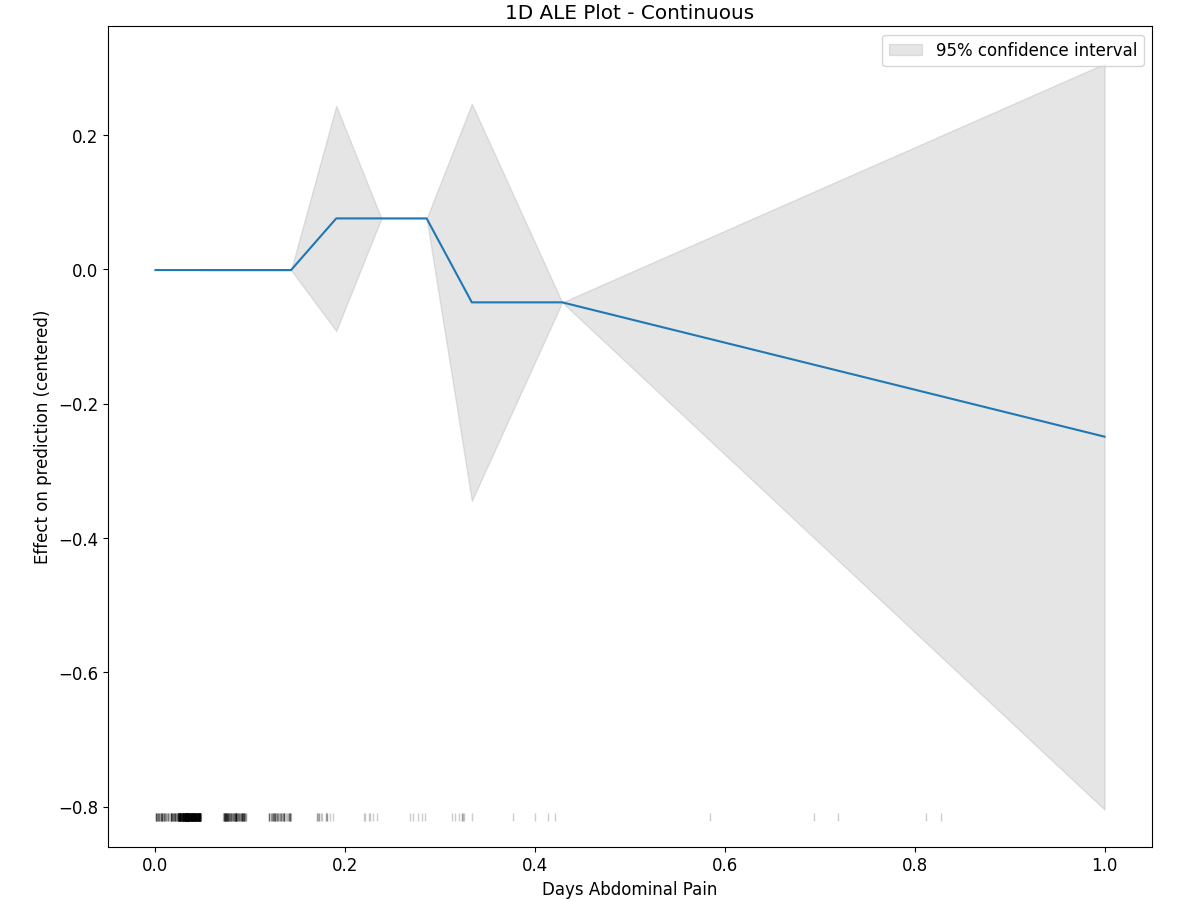 1D ALE Plot - Continuous
95% confidence interval
Effect on prediction (centered)
0.2
0.0
−0.2
−0.4
−0.6
−0.8
0.0 0.2 0.4 0.6 0.8 1.0
Days Abdominal Pain